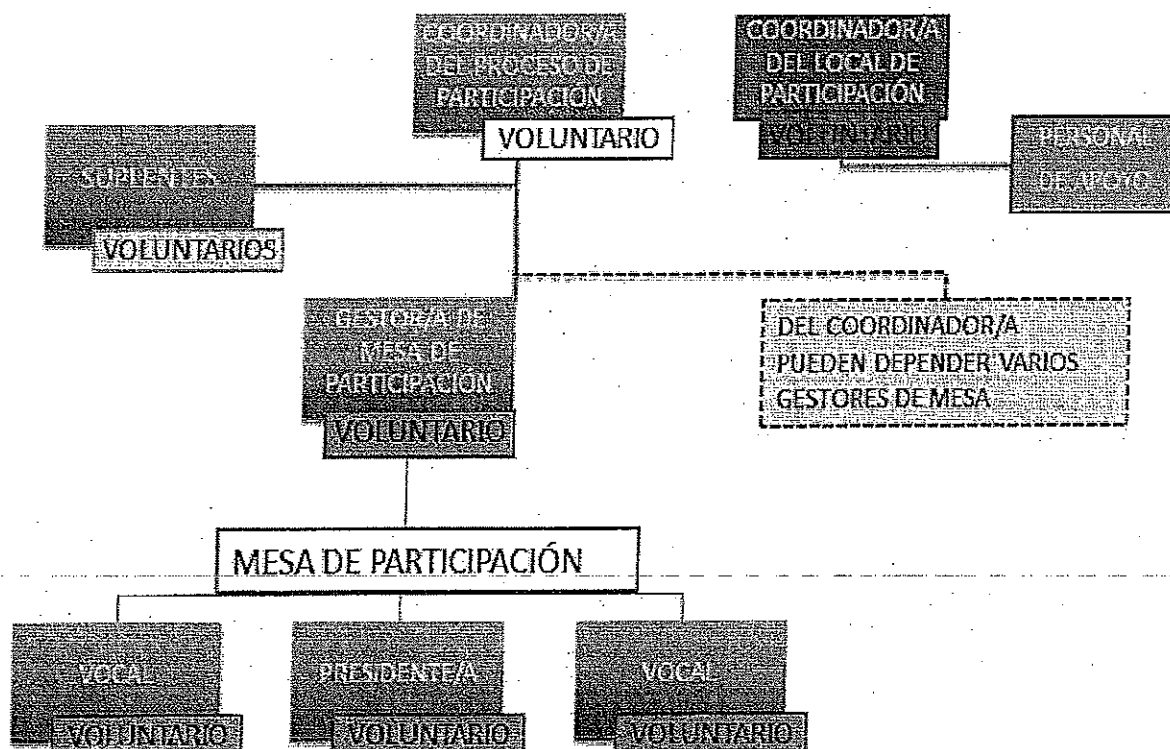 COORDINADOR/A
DEL PROCESO DE
PARTICIPACIÓN
VOLUNTARIO
COORDINADOR/A
DEL LOCAL DE
PARTICIPACIÓN
VOLUNTARIO
PERSONAL
DE APOYO
SUPLENTES
VOLUNTARIOS
GESTOR/A DE
MESA DE
PARTICIPACIÓN
VOLUNTARIO
DEL COORDINADOR/A
PUEDEN DEPENDER VARIOS
GESTORES DE MESA
MESA DE PARTICIPACIÓN
VOCAL
VOLUNTARIO
PRESIDENTE/A
VOLUNTARIO
VOCAL
VOLUNTARIO